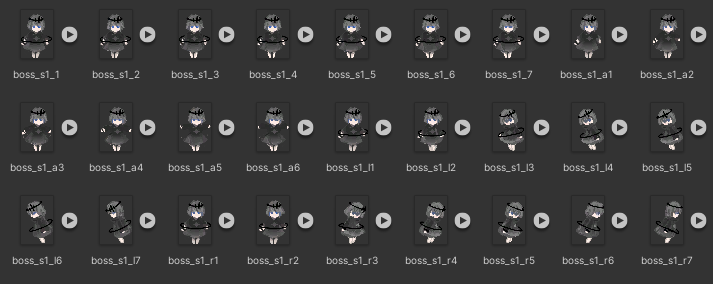 boss_s1_1 boss_s1_2 boss_s1_3 boss_s1_4 boss_s1_5 boss_s1_6 boss_s1_7 boss_s1_a1 boss_s1_a2
boss_s1_a3 boss_s1_a4 boss_s1_a5 boss_s1_a6 boss_s1_l1 boss_s1_l2 boss_s1_l3 boss_s1_l4 boss_s1_l5
boss_s1_l6 boss_s1_l7 boss_s1_r1 boss_s1_r2 boss_s1_r3 boss_s1_r4 boss_s1_r5 boss_s1_r6 boss_s1_r7